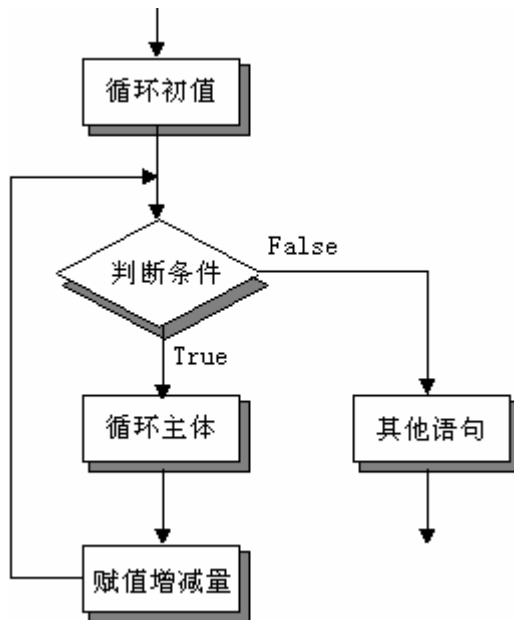 循环初值
False
判断条件
True
循环主体
其他语句
赋值增减量